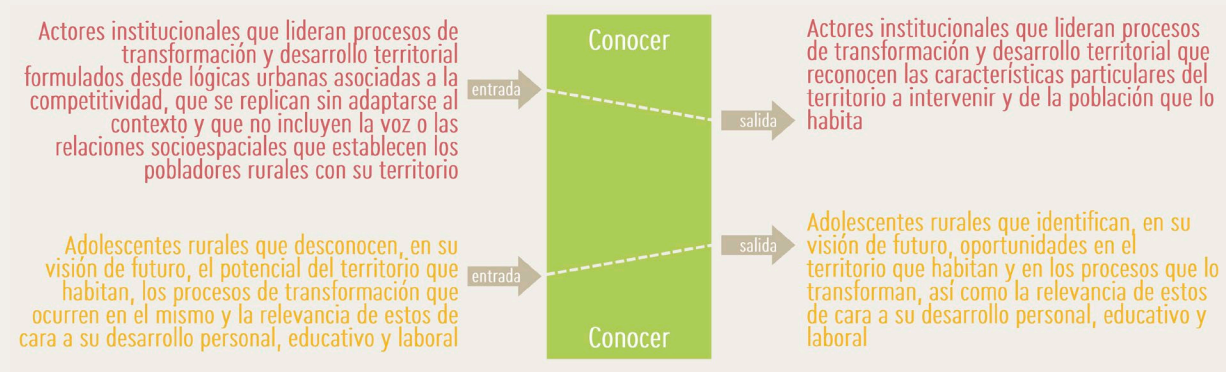 Actores institucionales que lideran procesos de
transformación y desarrollo territorial
formulados desde lógicas urbanas asociadas a la
competitividad, que se replican sin adaptarse al
contexto y que no incluyen la voz o las
relaciones socioespaciales que establecen los
pobladores rurales con su territorio
entrada
Conocer
salida
Actores institucionales que lideran procesos
de transformación y desarrollo territorial que
reconocen las características particulares del
territorio a intervenir y de la población que lo
habita
Adolescentes rurales que desconocen, en su
visión de futuro, el potencial del territorio que
habitan, los procesos de transformación que
ocurren en el mismo y la relevancia de estos de
cara a su desarrollo personal, educativo y laboral
entrada
Conocer
salida
Adolescentes rurales que identifican, en su
visión de futuro, oportunidades en el
territorio que habitan y en los procesos que lo
transforman, así como la relevancia de estos
de cara a su desarrollo personal, educativo y
laboral